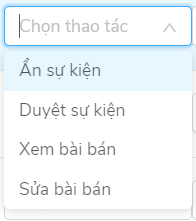 Chọn thao tác
Ẩn sự kiện
Duyệt sự kiện
Xem bài bán
Sửa bài bán